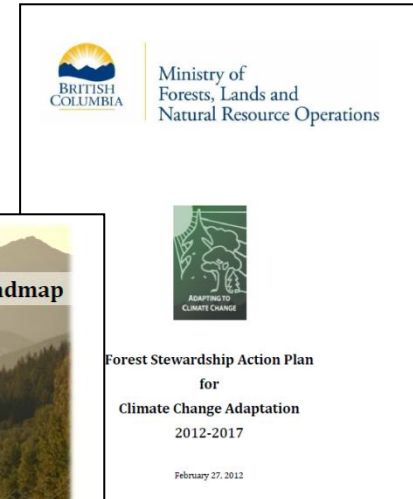 BRITISH
COLUMBIA
Ministry of
Forests, Lands and
Natural Resource Operations
ADAPTING TO
CLIMATE CHANGE
Forest Stewardship Action Plan
for
Climate Change Adaptation
2012-2017
February 27, 2012